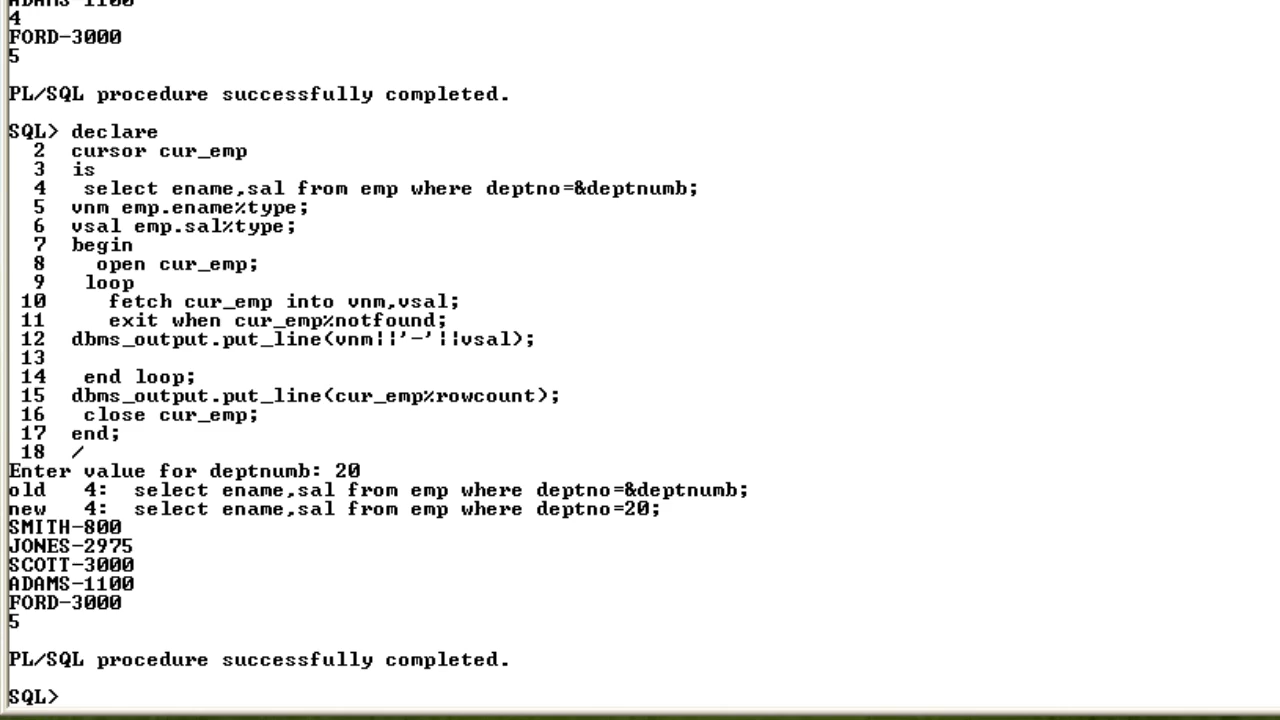 ADAMS-1100
4
FORD-3000
5
PL/SQL procedure successfully completed.
SQL> declare
2 cursor cur_emp
3 is
4 select ename,sal from emp where deptno=&deptnumb;
5 vnm emp.ename%type;
6 vsal emp.sal%type;
7 begin
8 open cur_emp;
9 loop
10 fetch cur_emp into vnm,vsal;
11 exit when cur_emp%notfound;
12 dbms_output.put_line(vnm||'-'||vsal);
13
14 end loop;
15 dbms_output.put_line(cur_emp%rowcount);
16 close cur_emp;
17 end;
18 /
Enter value for deptnumb: 20
old 4: select ename,sal from emp where deptno=&deptnumb;
new 4: select ename,sal from emp where deptno=20;
SMITH-800
JONES-2975
SCOTT-3000
ADAMS-1100
FORD-3000
5
PL/SQL procedure successfully completed.
SQL>